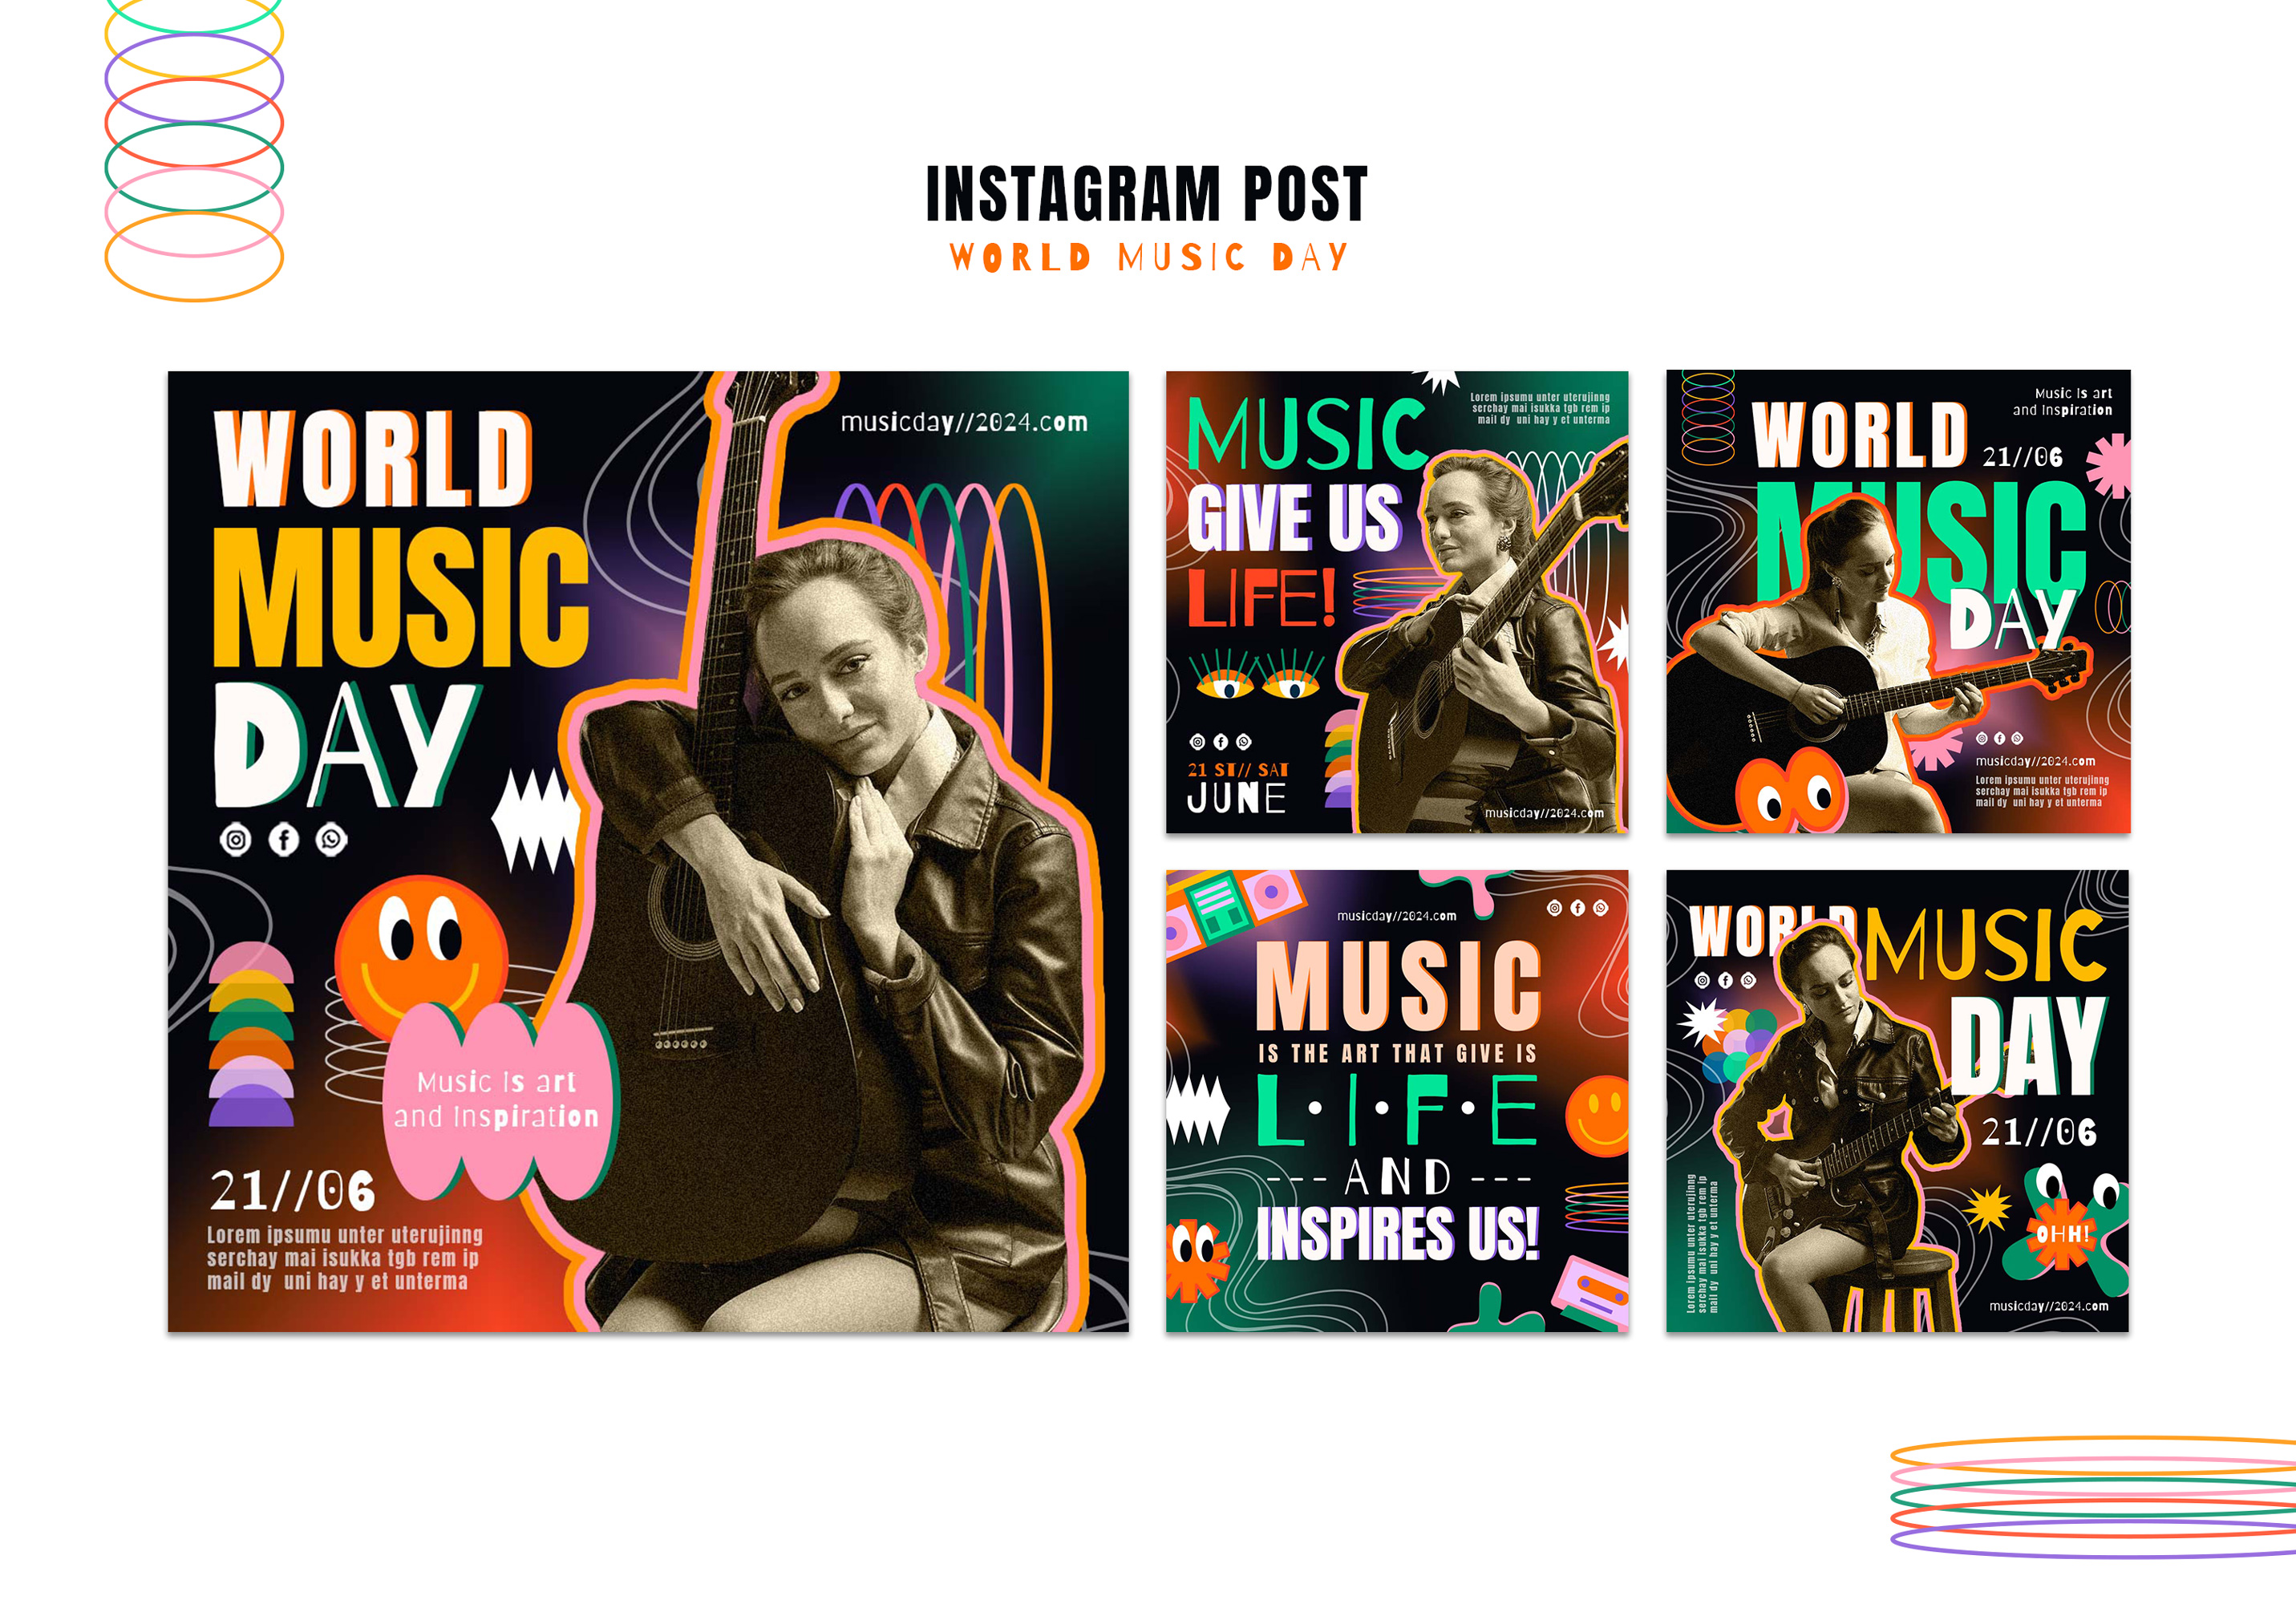 INSTAGRAM POST
WORLD MUSIC DAY
WORLD
MUSIC
DAY
musicday//2024.com
Music is art
and Inspiration
21//06
Lorem ipsumu unter uterujinng
serchay mai isukka tgb rem ip
mail dy uni hay y et unterma
MUSIC
GIVE US
LIFE!
Lorem ipsumu unter uterujinng
serchay mai isukka tgb rem ip
mail dy uni hay y et unterma
21 ST// SAT
JUNE
musicday//2024.com
Music is art
and Inspiration
WORLD
21//06
MUSIC
DAY
musicday//2024.com
Lorem ipsumu unter uterujinng
serchay mai isukka tgb rem ip
mail dy uni hay y et unterma
musicday//2024.com
MUSIC
IS THE ART THAT GIVE IS
L•I•F•E
--- AND ---
INSPIRES US!
WORLD MUSIC
DAY
21//06
OHH!
Lorem ipsumu unter uterujinng
serchay mai isukka tgb rem ip
mail dy uni hay y et unterma
musicday//2024.com